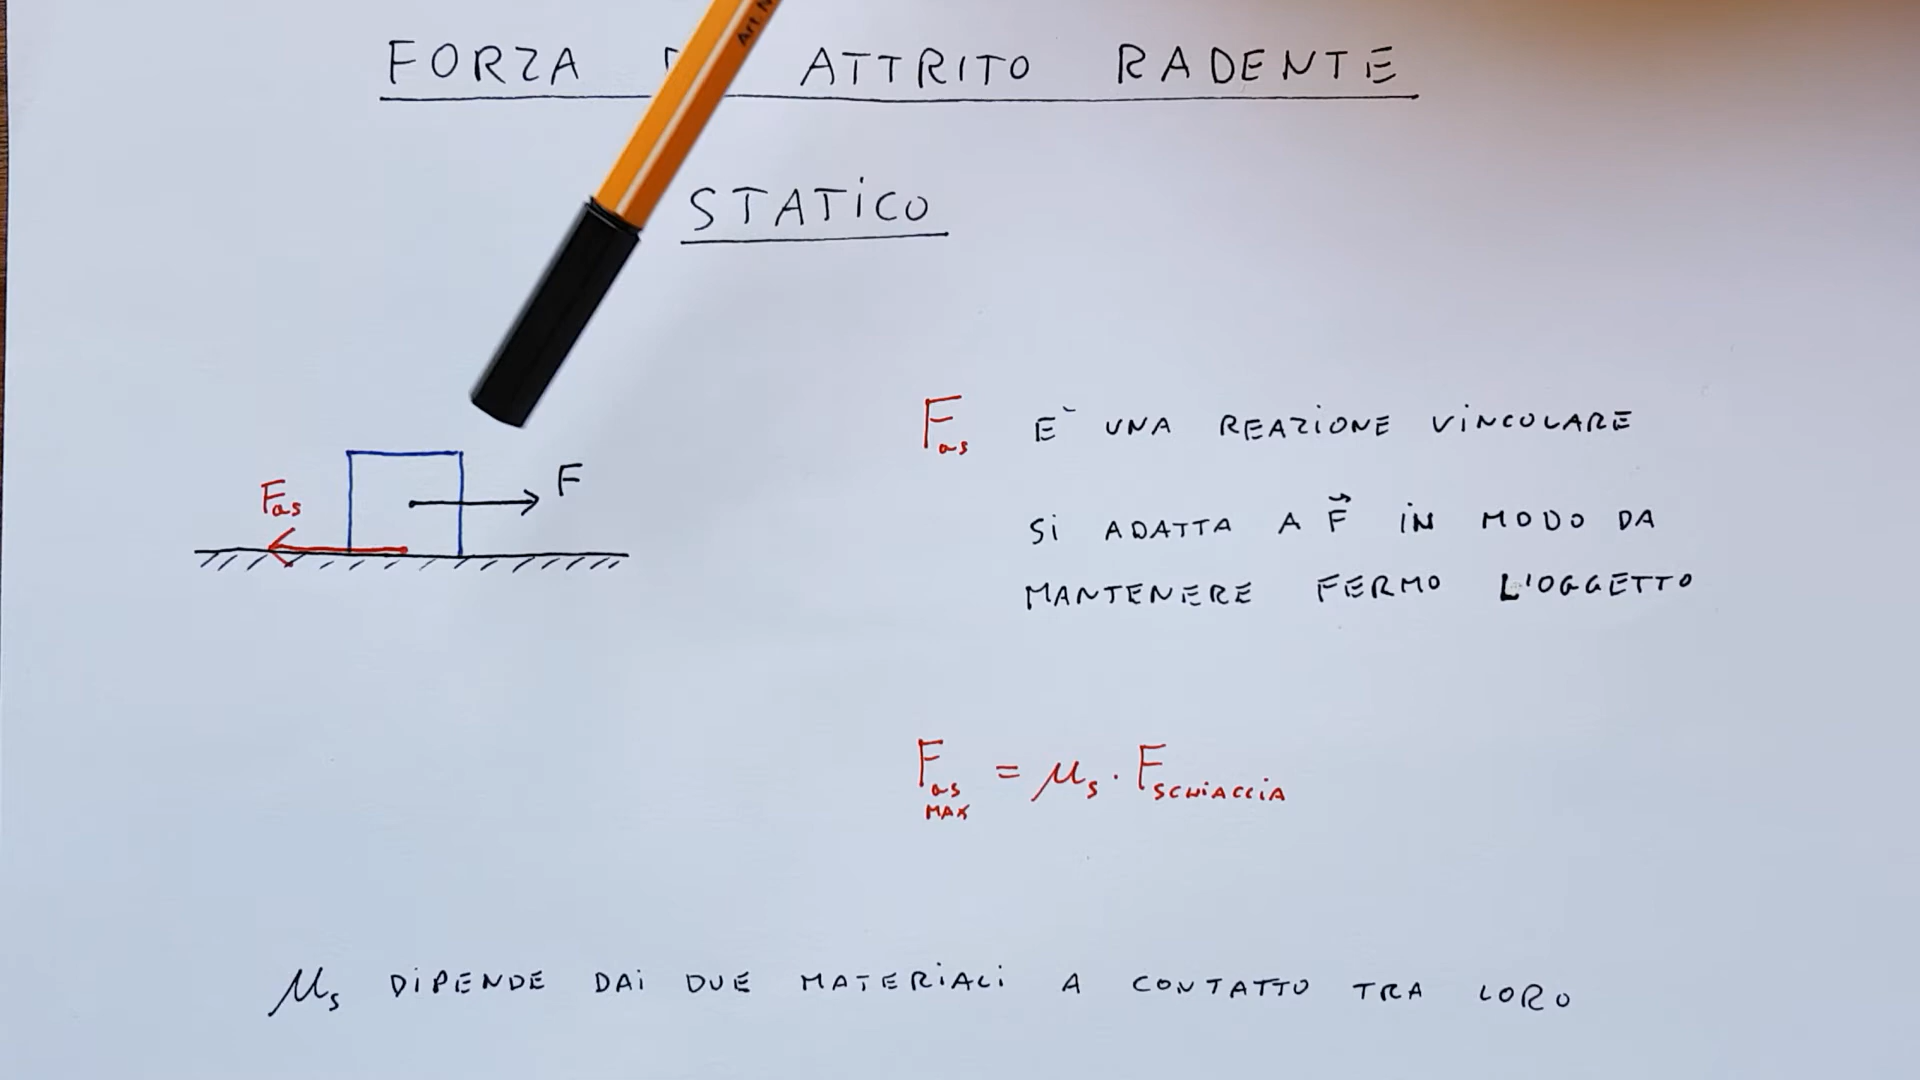 FORZA ATTRITO RADENTE
STATICO
Fas È UNA REAZIONE VINCOLARE
SI ADATTA A F⃗ IN MODO DA
MANTENERE FERMO L'OGGETTO
Fas
F
Fas MAX = μs · FSCHIACCIA
μs DIPENDE DAI DUE MATERIALI A CONTATTO TRA LORO